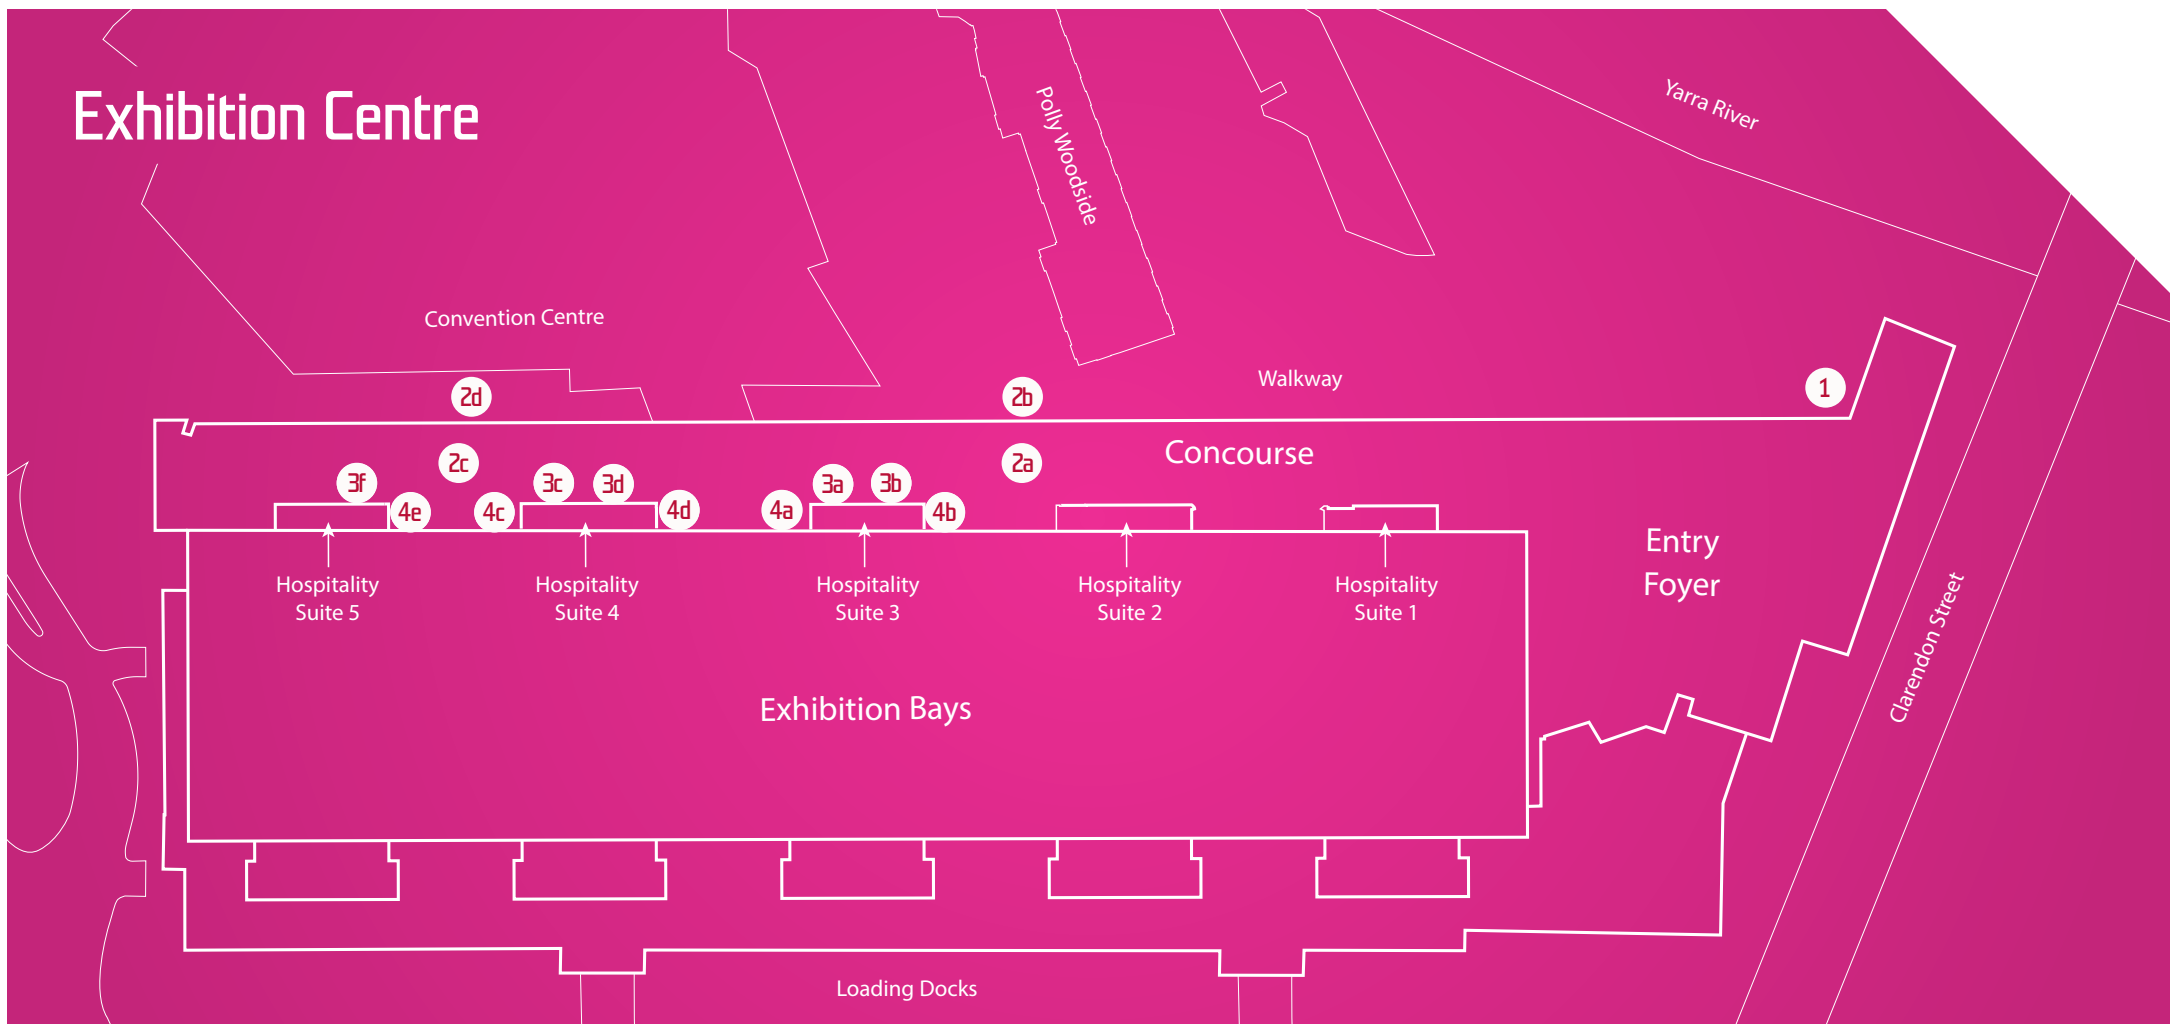 Exhibition Centre
Yarra River
Polly Woodside
Convention Centre
Walkway
1
2d
2b
Concourse
2c
2a
3f
3c
3d
3a
3b
4e
4c
4d
4a
4b
Entry
Foyer
Hospitality
Suite 5
Hospitality
Suite 4
Hospitality
Suite 3
Hospitality
Suite 2
Hospitality
Suite 1
Clarendon Street
Exhibition Bays
Loading Docks